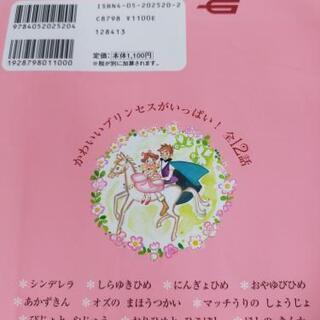 ISBN4-05-202520-2
C8798 ¥1100E
128413
定価:本体1,100円
※税が別に加算されます。
9784052025204
1928798011000
かわいいプリンセスがいっぱい！全12話
シンデレラ
しらゆきひめ
にんぎょひめ
おやゆびひめ
あかずきん
オズの まほうつかい
マッチうりの しょうじょ